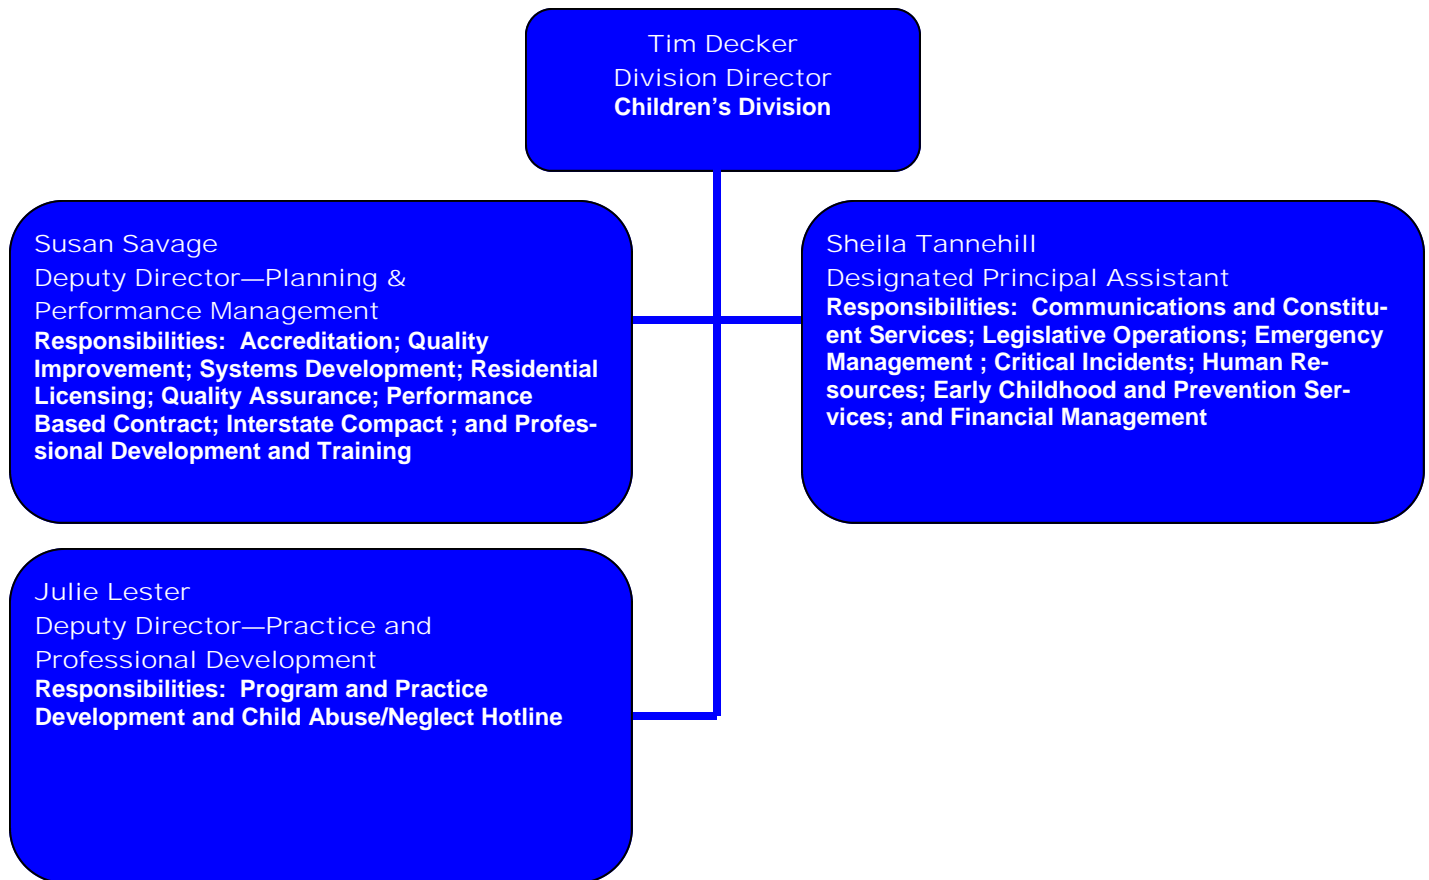 Tim Decker
Division Director
Children’s Division
Susan Savage
Deputy Director—Planning &
Performance Management
Responsibilities:  Accreditation; Quality
Improvement; Systems Development; Residential
Licensing; Quality Assurance; Performance
Based Contract; Interstate Compact ; and Profes-
sional Development and Training
Sheila Tannehill
Designated Principal Assistant
Responsibilities:  Communications and Constitu-
ent Services; Legislative Operations; Emergency
Management ; Critical Incidents; Human Re-
sources; Early Childhood and Prevention Ser-
vices; and Financial Management
Julie Lester
Deputy Director—Practice and
Professional Development
Responsibilities:  Program and Practice
Development and Child Abuse/Neglect Hotline